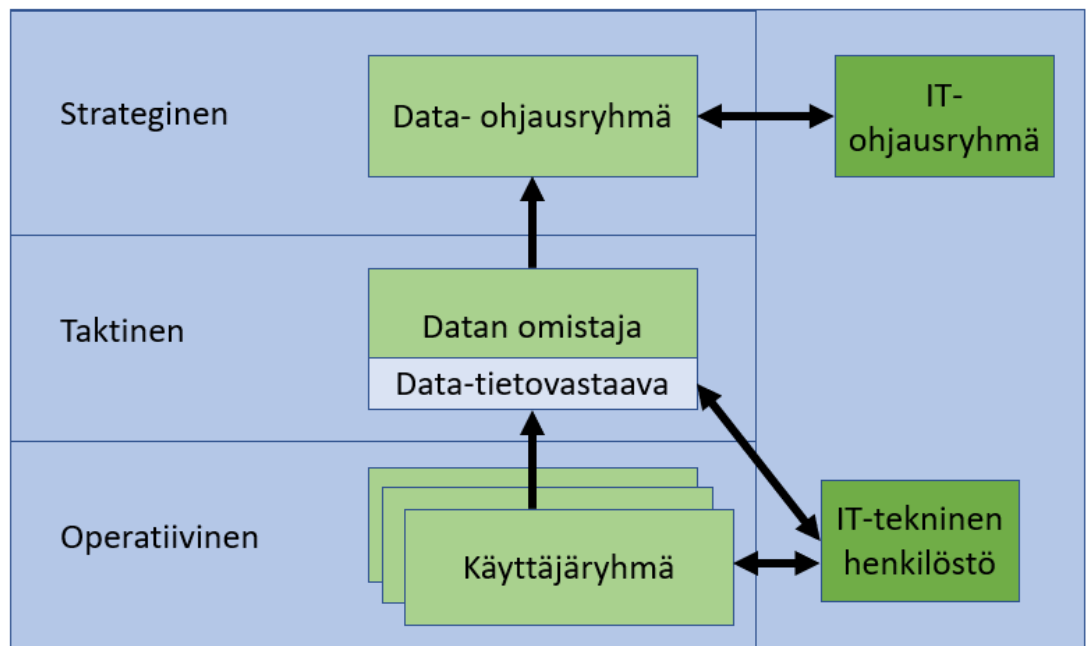 Strateginen
Data- ohjausryhmä
IT-
ohjausryhmä
Taktinen
Datan omistaja
Data-tietovastaava
Operatiivinen
Käyttäjäryhmä
IT-tekninen
henkilöstö